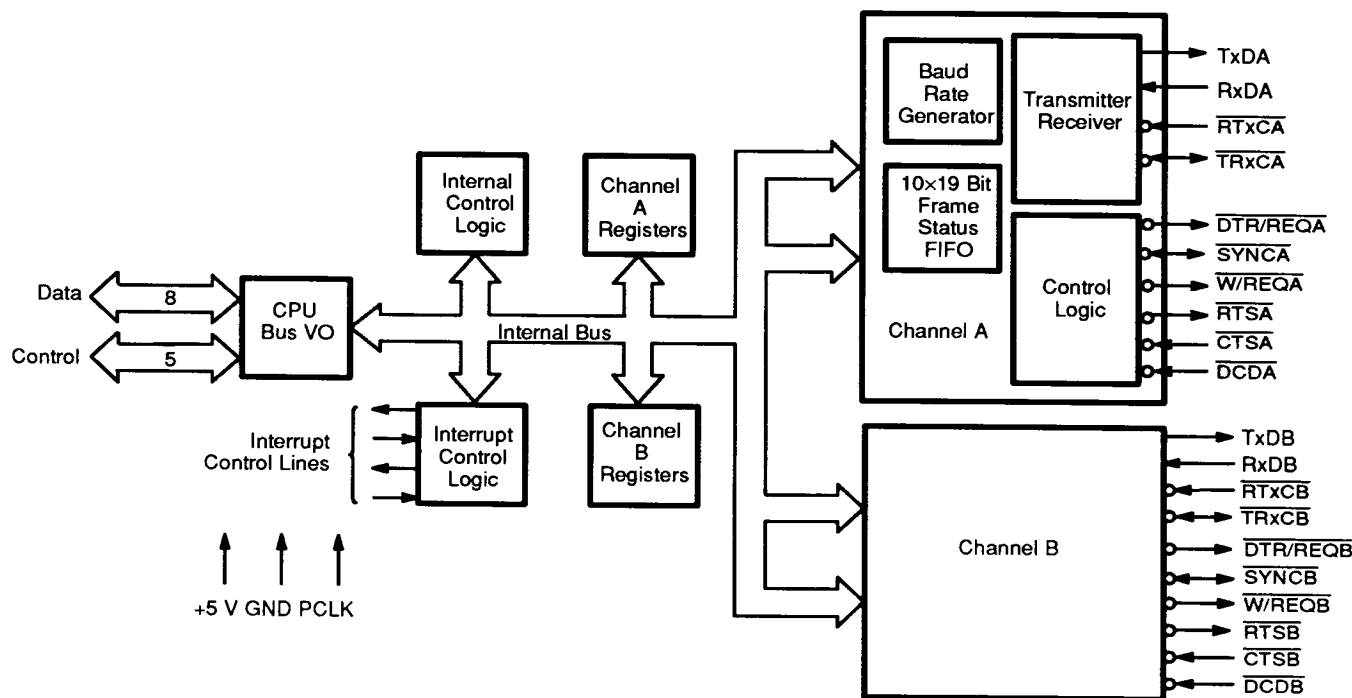 Data
8
Control
5
CPU
Bus VO
Internal
Control
Logic
Channel
A
Registers
Internal Bus
Interrupt
Control Lines
Interrupt
Control
Logic
Channel
B
Registers
+5 V GND PCLK
Baud
Rate
Generator
Transmitter
Receiver
10×19 Bit
Frame
Status
FIFO
Control
Logic
Channel A
TxDA
RxDA
RTxCA
TRxCA
DTR/REQA
SYNCA
W/REQA
RTSA
CTSA
DCDA
Channel B
TxDB
RxDB
RTxCB
TRxCB
DTR/REQB
SYNCB
W/REQB
RTSB
CTSB
DCDB